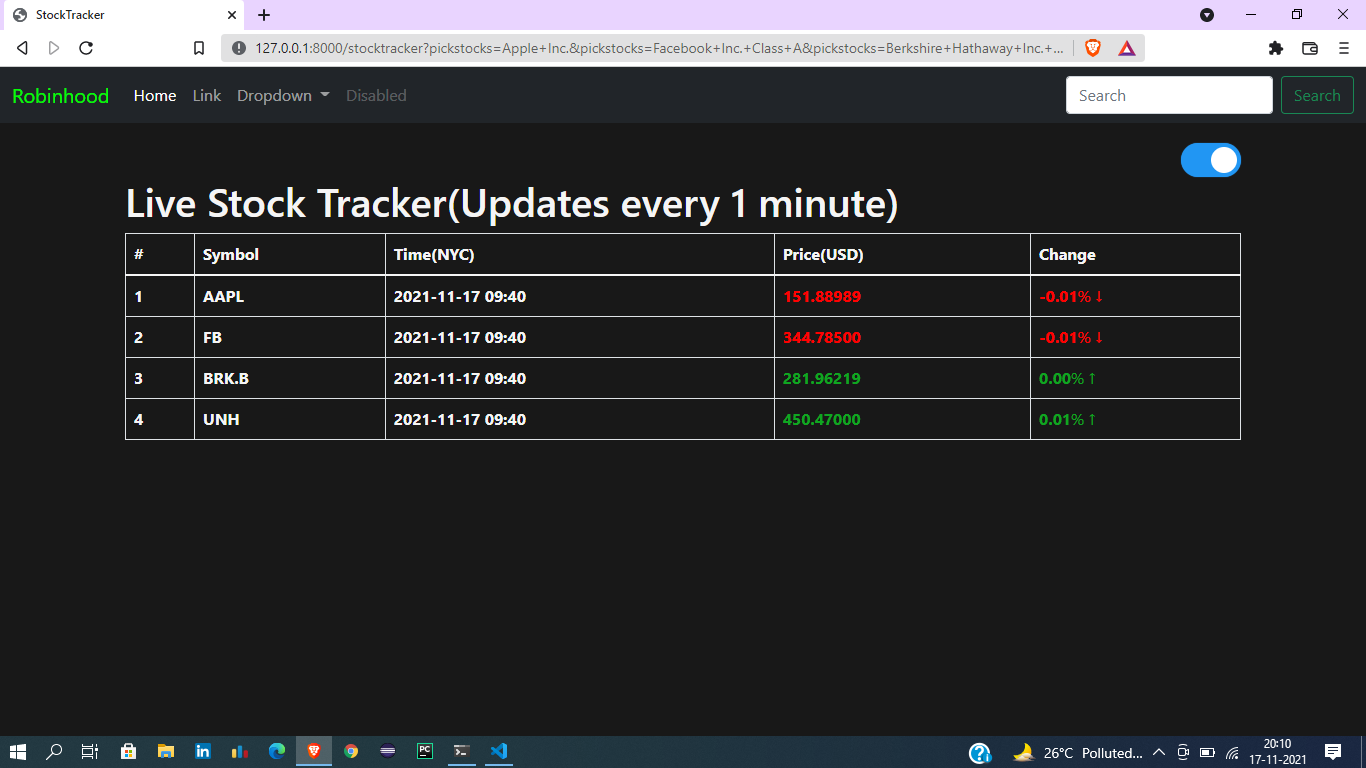 StockTracker
127.0.0.1:8000/stocktracker?pickstocks=Apple+Inc.&pickstocks=Facebook+Inc.+Class+A&pickstocks=Berkshire+Hathaway+Inc.+...
Robinhood Home Link Dropdown Disabled Search Search
Live Stock Tracker(Updates every 1 minute)
# Symbol Time(NYC) Price(USD) Change
1 AAPL 2021-11-17 09:40 151.88989 -0.01% ↓
2 FB 2021-11-17 09:40 344.78500 -0.01% ↓
3 BRK.B 2021-11-17 09:40 281.96219 0.00% ↑
4 UNH 2021-11-17 09:40 450.47000 0.01% ↑
in PC 26°C Polluted... 20:10
17-11-2021